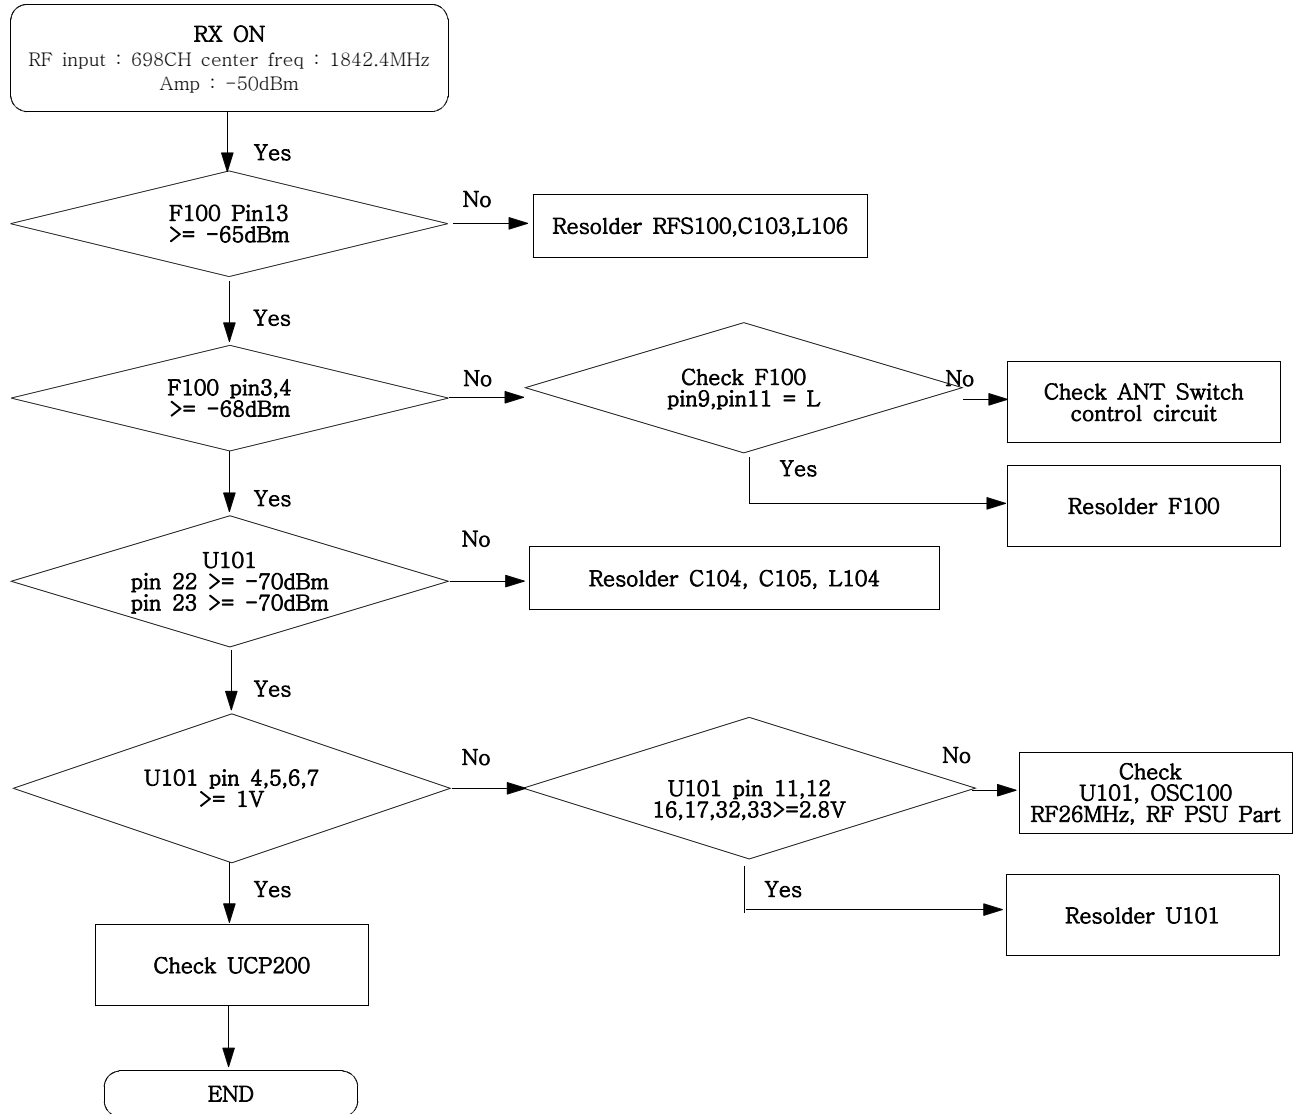 RX ON
RF input : 698CH center freq : 1842.4MHz
Amp : -50dBm
Yes
F100 Pin13
>= -65dBm
No
Resolder RFS100,C103,L106
Yes
F100 pin3,4
>= -68dBm
No
Check F100
pin9,pin11 = L
No
Check ANT Switch
control circuit
Yes
Resolder F100
Yes
U101
pin 22 >= -70dBm
pin 23 >= -70dBm
No
Resolder C104, C105, L104
Yes
U101 pin 4,5,6,7
>= 1V
No
U101 pin 11,12
16,17,32,33>=2.8V
No
Check
U101, OSC100
RF26MHz, RF PSU Part
Yes
Resolder U101
Yes
Check UCP200
END